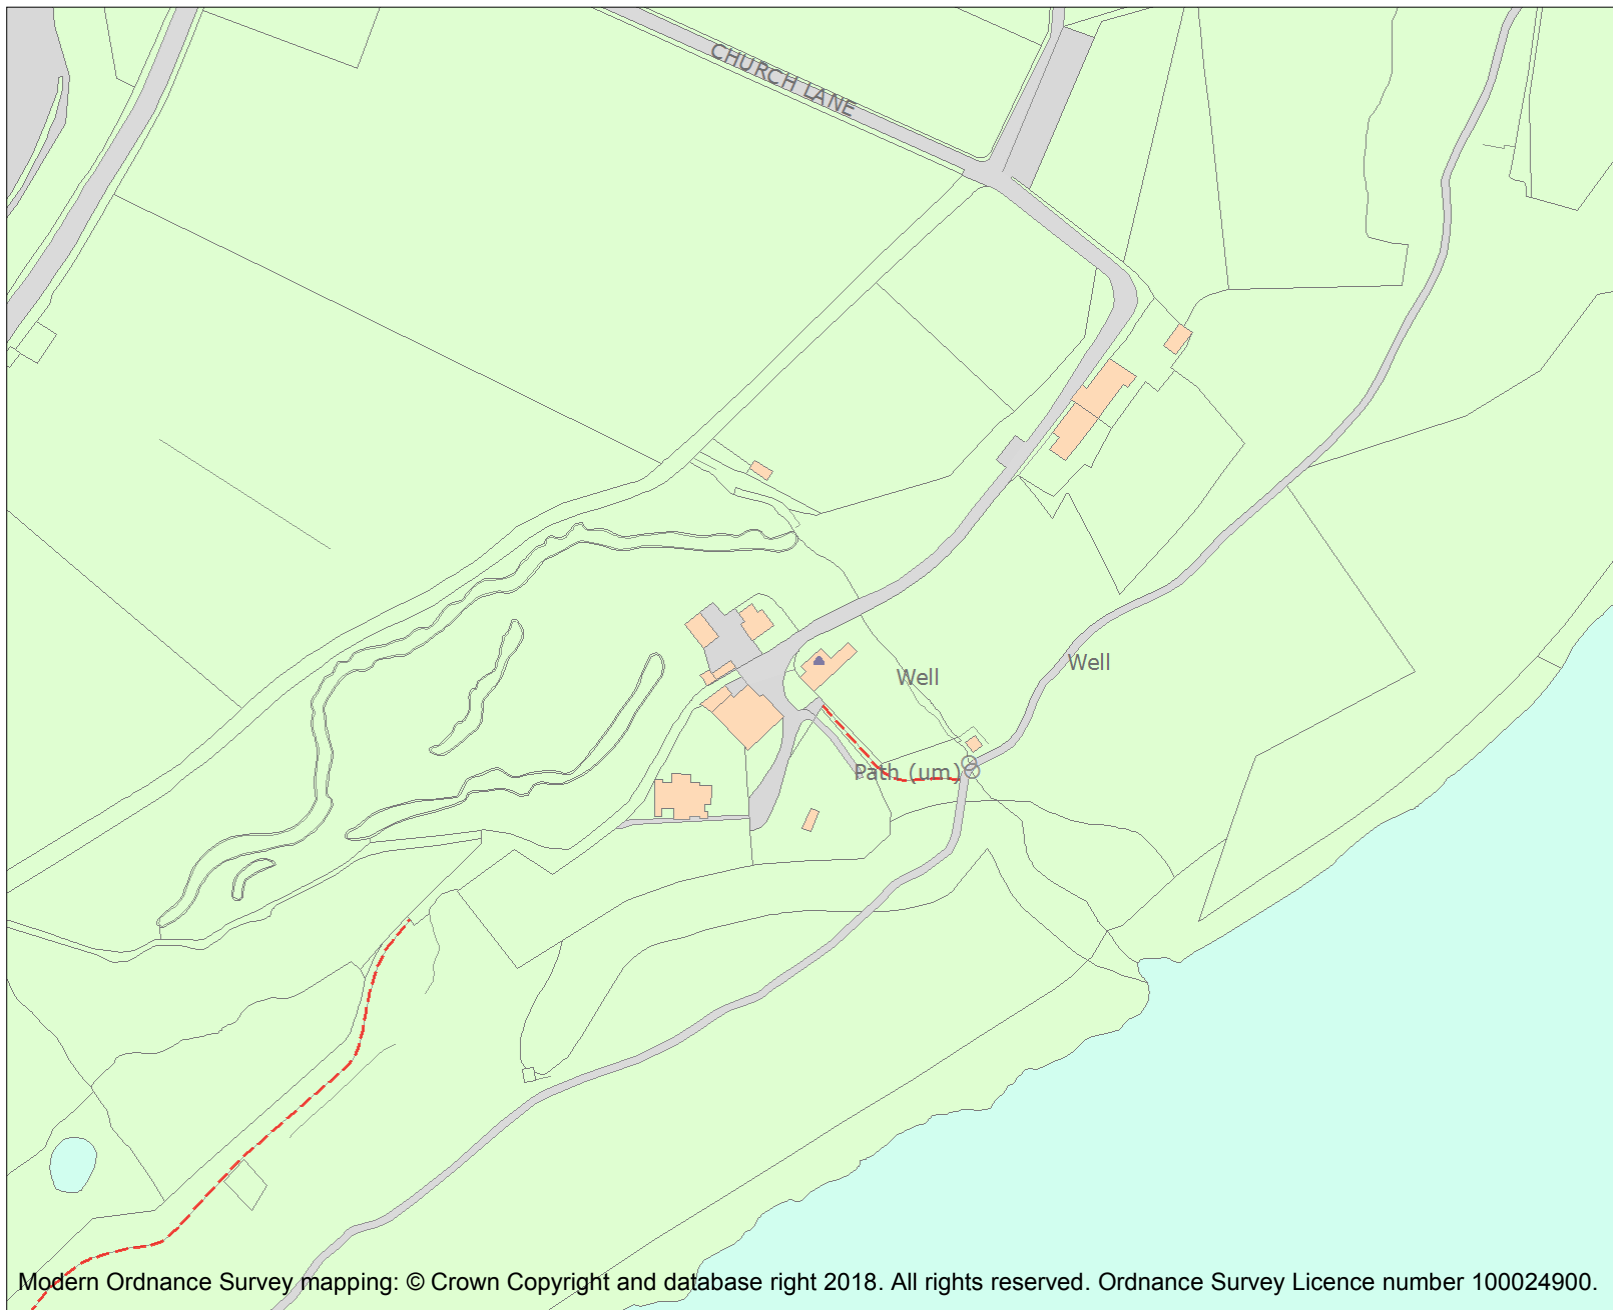 CHURCH LANE
Well
Well
Path (um)
Modern Ordnance Survey mapping: © Crown Copyright and database right 2018. All rights reserved. Ordnance Survey Licence number 100024900.